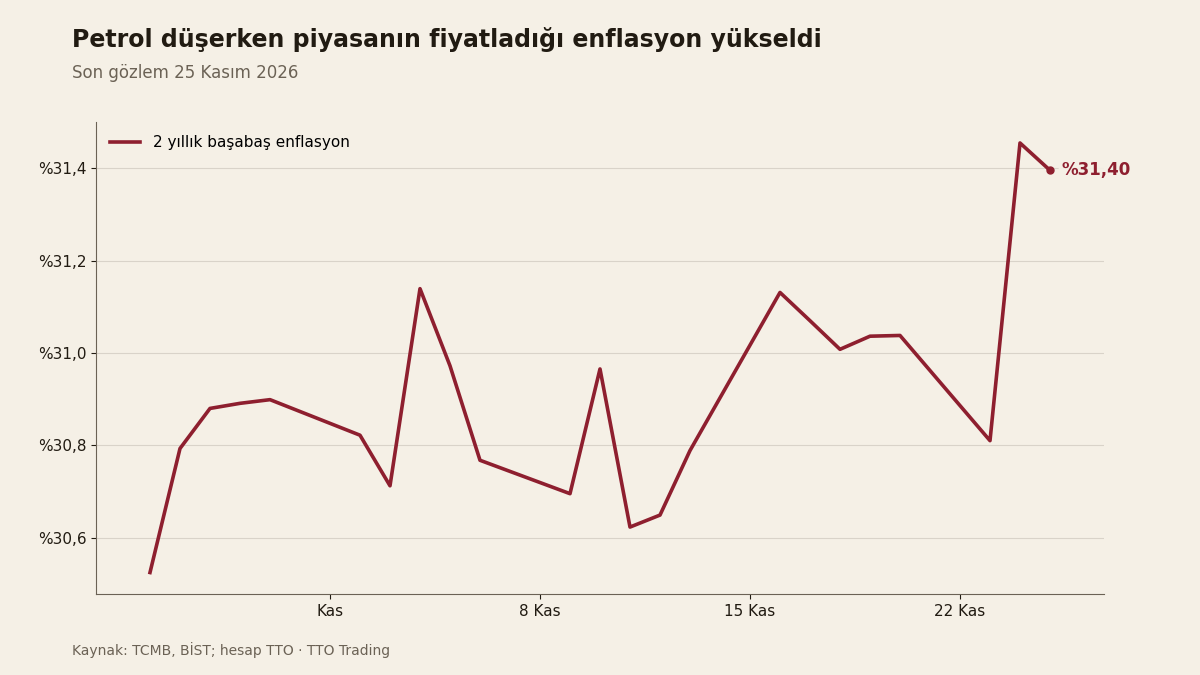 Petrol düşerken piyasanın fiyatladığı enflasyon yükseldi
Son gözlem 25 Kasım 2026
2 yıllık başabaş enflasyon
%31,4
%31,40
%31,2
%31,0
%30,8
%30,6
Kas
8 Kas
15 Kas
22 Kas
Kaynak: TCMB, BİST; hesap TTO · TTO Trading